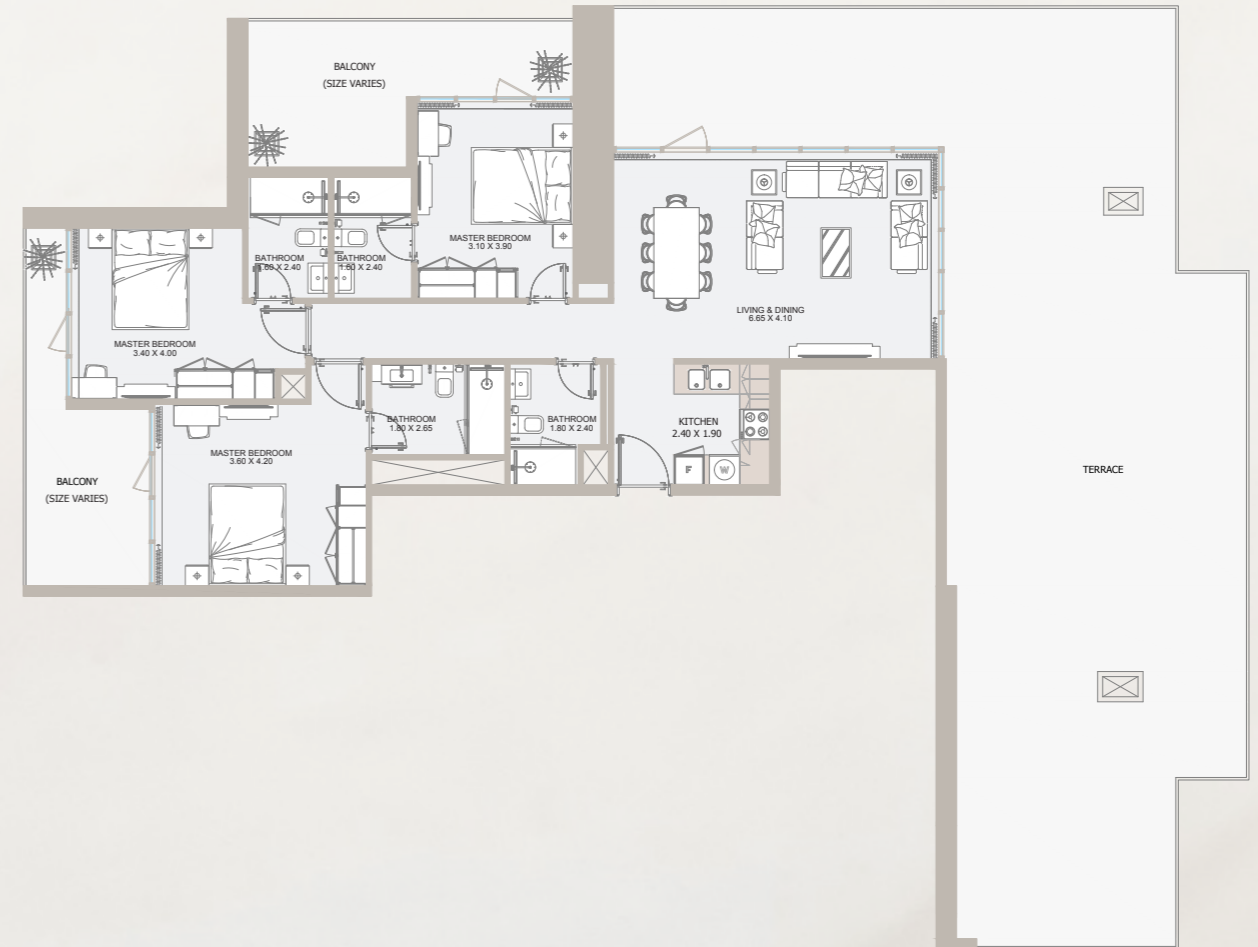 BALCONY
(SIZE VARIES)
MASTER BEDROOM
3.10 X 3.90
BATHROOM
1.60 X 2.40
BATHROOM
1.60 X 2.40
MASTER BEDROOM
3.40 X 4.00
LIVING & DINING
6.65 X 4.10
BATHROOM
1.80 X 2.65
BATHROOM
1.80 X 2.40
KITCHEN
2.40 X 1.90
F
W
MASTER BEDROOM
3.60 X 4.20
BALCONY
(SIZE VARIES)
TERRACE